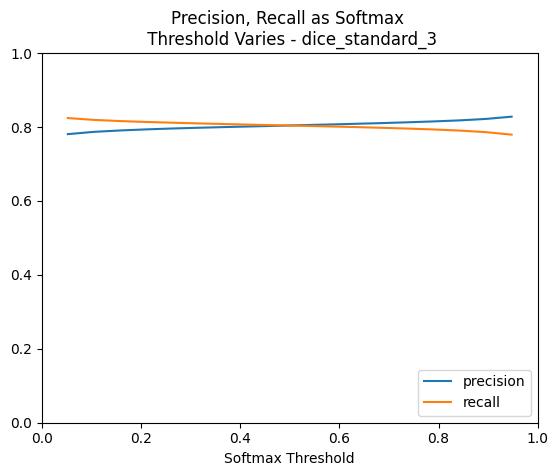 Precision, Recall as Softmax
Threshold Varies - dice_standard_3
1.0
0.8
0.6
0.4
0.2
0.0
0.0 0.2 0.4 0.6 0.8 1.0
Softmax Threshold
precision
recall